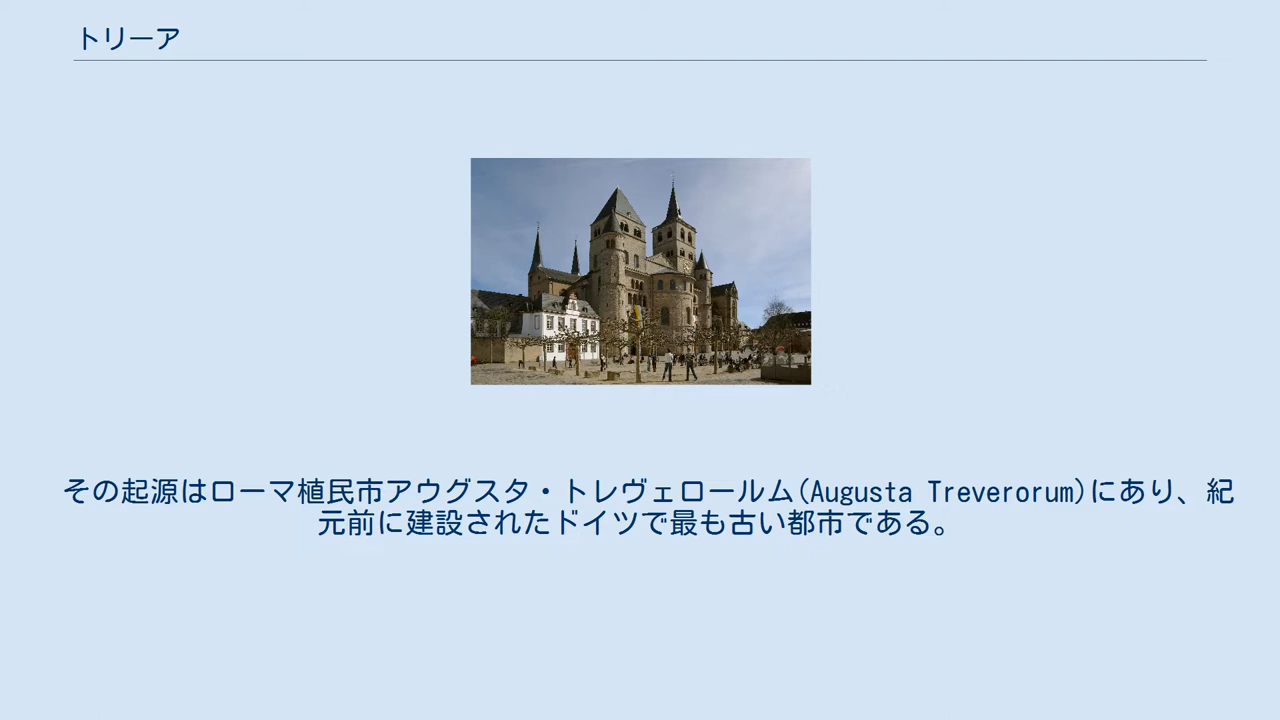 トリーア
その起源はローマ植民市アウグスタ・トレヴェロールム(Augusta Treverorum)にあり、紀
元前に建設されたドイツで最も古い都市である。